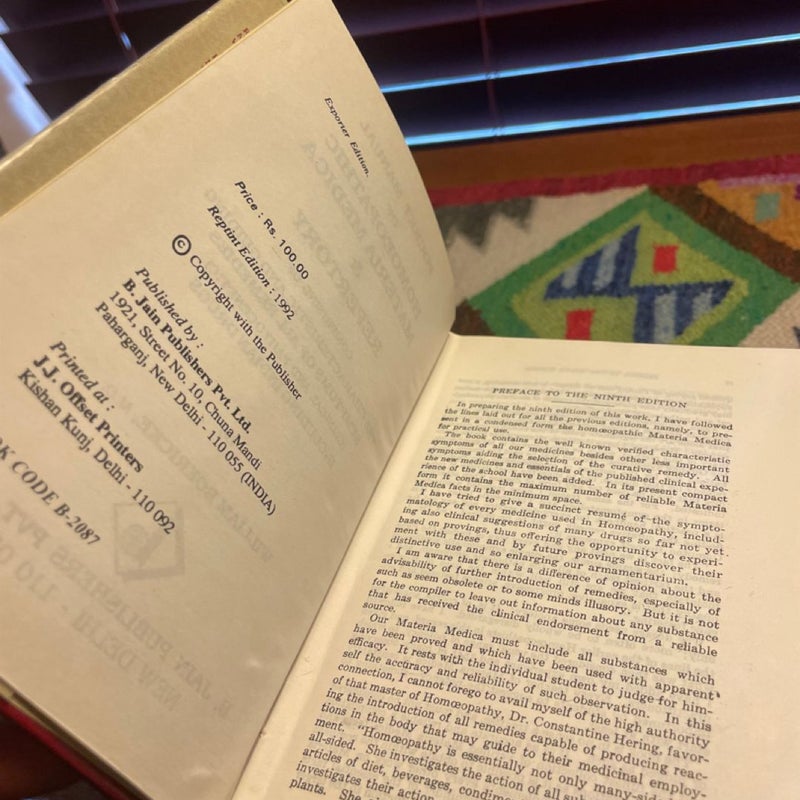 Exporter Edition.
Price : Rs. 100.00
Reprint Edition : 1992
© Copyright with the Publisher
Published by :
B. Jain Publishers Pvt. Ltd.
1921, Street No. 10, Chuna Mandi
Paharganj, New Delhi - 110 055 (INDIA)
Printed at :
J.J. Offset Printers
Kishan Kunj, Delhi - 110 092
CODE B-2087
PREFACE TO THE NINTH EDITION
In preparing the ninth edition of this work, I have followed
the lines laid out for all the previous editions, namely, to pre-
sent in a condensed form the homœopathic Materia Medica
for practical use.
The book contains the well known verified characteristic
symptoms of all our medicines besides other less important
symptoms aiding the selection of the curative remedy. All
the new medicines and essentials of the published clinical expe-
rience of the school have been added. In its present compact
form it contains the maximum number of reliable Materia
Medica facts in the minimum space.
I have tried to give a succinct resumé of the sympto-
matology of every medicine used in Homœopathy, includ-
ing also clinical suggestions of many drugs so far not yet
based on provings, thus offering the opportunity to experi-
ment with these and by future provings discover their
distinctive use and so enlarging our armamentarium.
I am aware that there is a difference of opinion about the
advisability of further introduction of remedies, especially of
such as seem obsolete or to some minds illusory. But it is not
for the compiler to leave out information about any substance
that has received the clinical endorsement from a reliable
source.
Our Materia Medica must include all substances which
have been proved and which have been used with apparent
efficacy. It rests with the individual student to judge for him-
self the accuracy and reliability of such observation. In this
connection, I cannot forego to avail myself of the high authority
of that master of Homœopathy, Dr. Constantine Hering, favor-
ing the introduction of all remedies capable of producing reac-
tions in the body that may guide to their medicinal employ-
ment. "Homœopathy is essentially not only many-sided
all-sided. She investigates the action of all
articles of diet, beverages,
investigates their action
plants. She